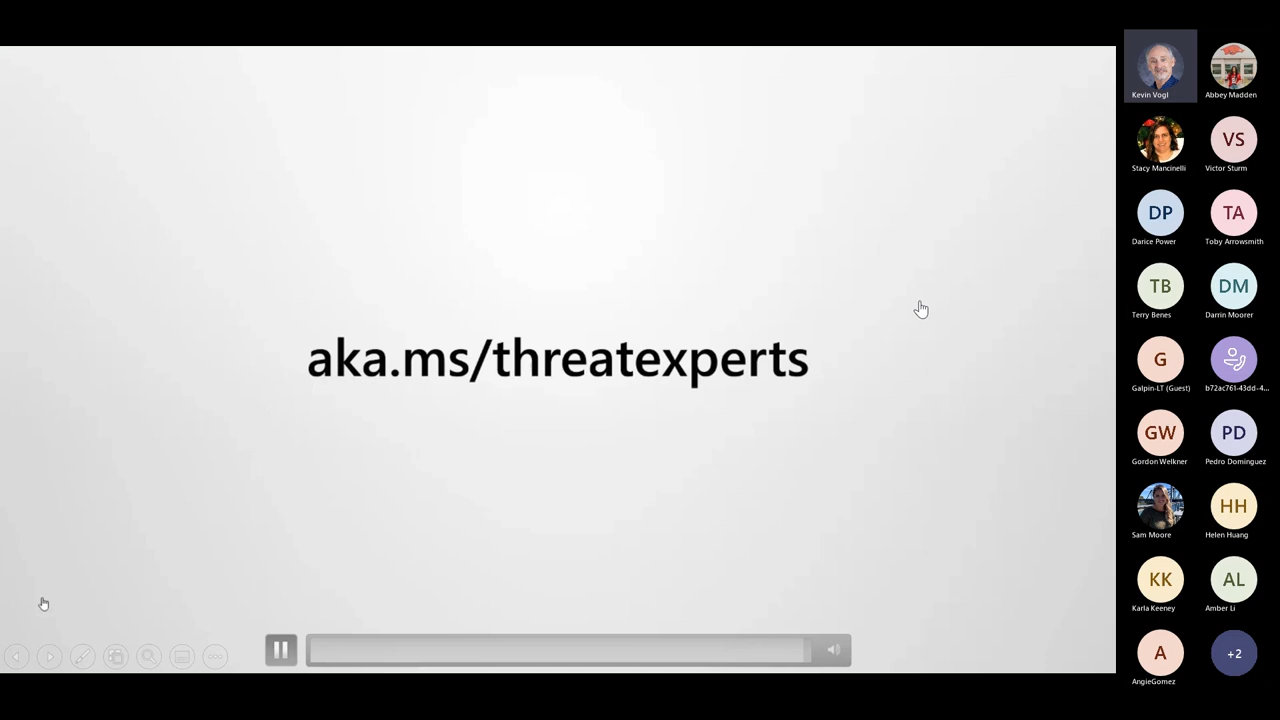 aka.ms/threatexperts
Kevin Vogl
Abbey Madden
Stacy Mancinelli
VS
Victor Sturm
DP
Darice Power
TA
Toby Arrowsmith
TB
Terry Benes
DM
Darrin Moorer
G
Galpin-LT (Guest)
b72ac761-43dd-4...
GW
Gordon Welkner
PD
Pedro Dominguez
Sam Moore
HH
Helen Huang
KK
Karla Keeney
AL
Amber Li
A
AngieGomez
+2